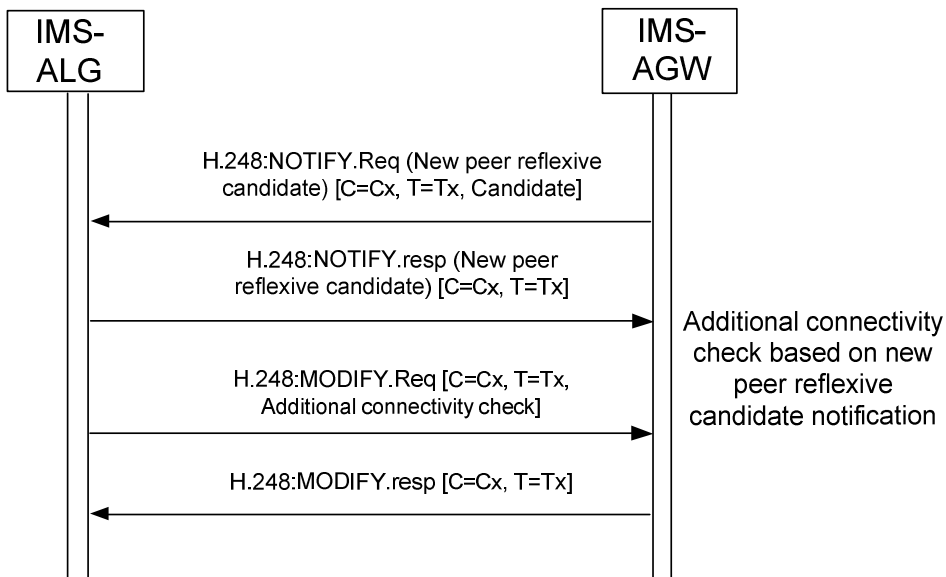 IMS-
ALG
IMS-
AGW
H.248:NOTIFY.Req (New peer reflexive
candidate) [C=Cx, T=Tx, Candidate]
H.248:NOTIFY.resp (New peer
reflexive candidate) [C=Cx, T=Tx]
Additional connectivity
check based on new
peer reflexive
candidate notification
H.248:MODIFY.Req [C=Cx, T=Tx,
Additional connectivity check]
H.248:MODIFY.resp [C=Cx, T=Tx]